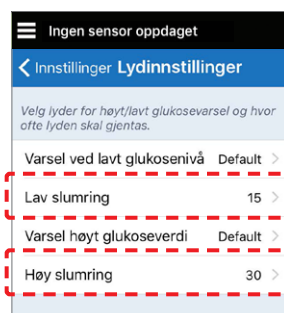 Ingen sensor oppdaget
Innstillinger Lydinnstillinger
Velg lyder for høyt/lavt glukosevarsel og hvor
ofte lyden skal gjentas.
Varsel ved lavt glukosenivå Default
Lav slumring 15
Varsel høyt glukoseverdi Default
Høy slumring 30